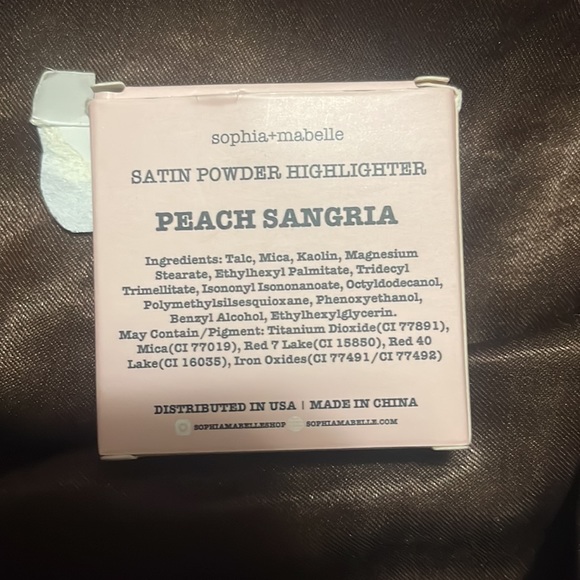 sophia+mabelle
SATIN POWDER HIGHLIGHTER
PEACH SANGRIA
Ingredients: Talc, Mica, Kaolin, Magnesium
Stearate, Ethylhexyl Palmitate, Tridecyl
Trimellitate, Isononyl Isononanoate, Octyldodecanol,
Polymethylsilsesquioxane, Phenoxyethanol,
Benzyl Alcohol, Ethylhexylglycerin.
May Contain/Pigment: Titanium Dioxide(CI 77891),
Mica(CI 77019), Red 7 Lake(CI 15850), Red 40
Lake(CI 16035), Iron Oxides(CI 77491/CI 77492)
DISTRIBUTED IN USA | MADE IN CHINA
SOPHIAMABELLESHOP SOPHIAMABELLE.COM